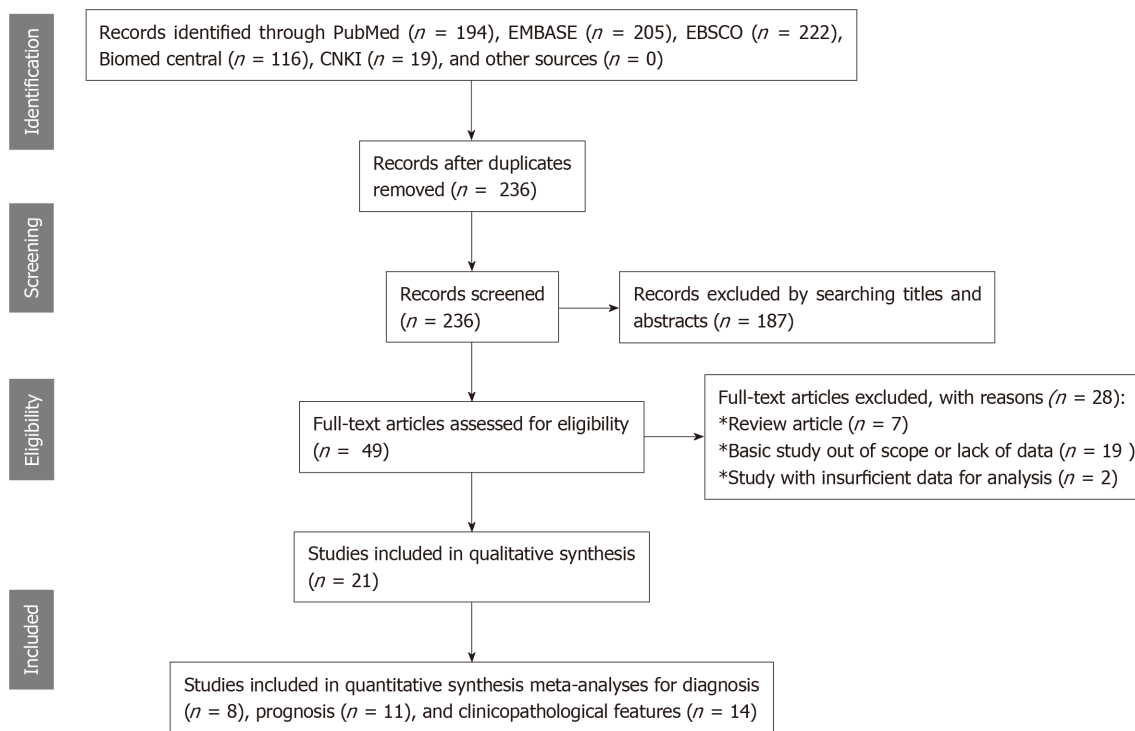 Identification
Records identified through PubMed (n = 194), EMBASE (n = 205), EBSCO (n = 222),
Biomed central (n = 116), CNKI (n = 19), and other sources (n = 0)
Records after duplicates
removed (n = 236)
Screening
Records screened
(n = 236)
Records excluded by searching titles and
abstracts (n = 187)
Eligibility
Full-text articles assessed for eligibility
(n = 49)
Full-text articles excluded, with reasons (n = 28):
*Review article (n = 7)
*Basic study out of scope or lack of data (n = 19 )
*Study with insurficient data for analysis (n = 2)
Studies included in qualitative synthesis
(n = 21)
Included
Studies included in quantitative synthesis meta-analyses for diagnosis
(n = 8), prognosis (n = 11), and clinicopathological features (n = 14)